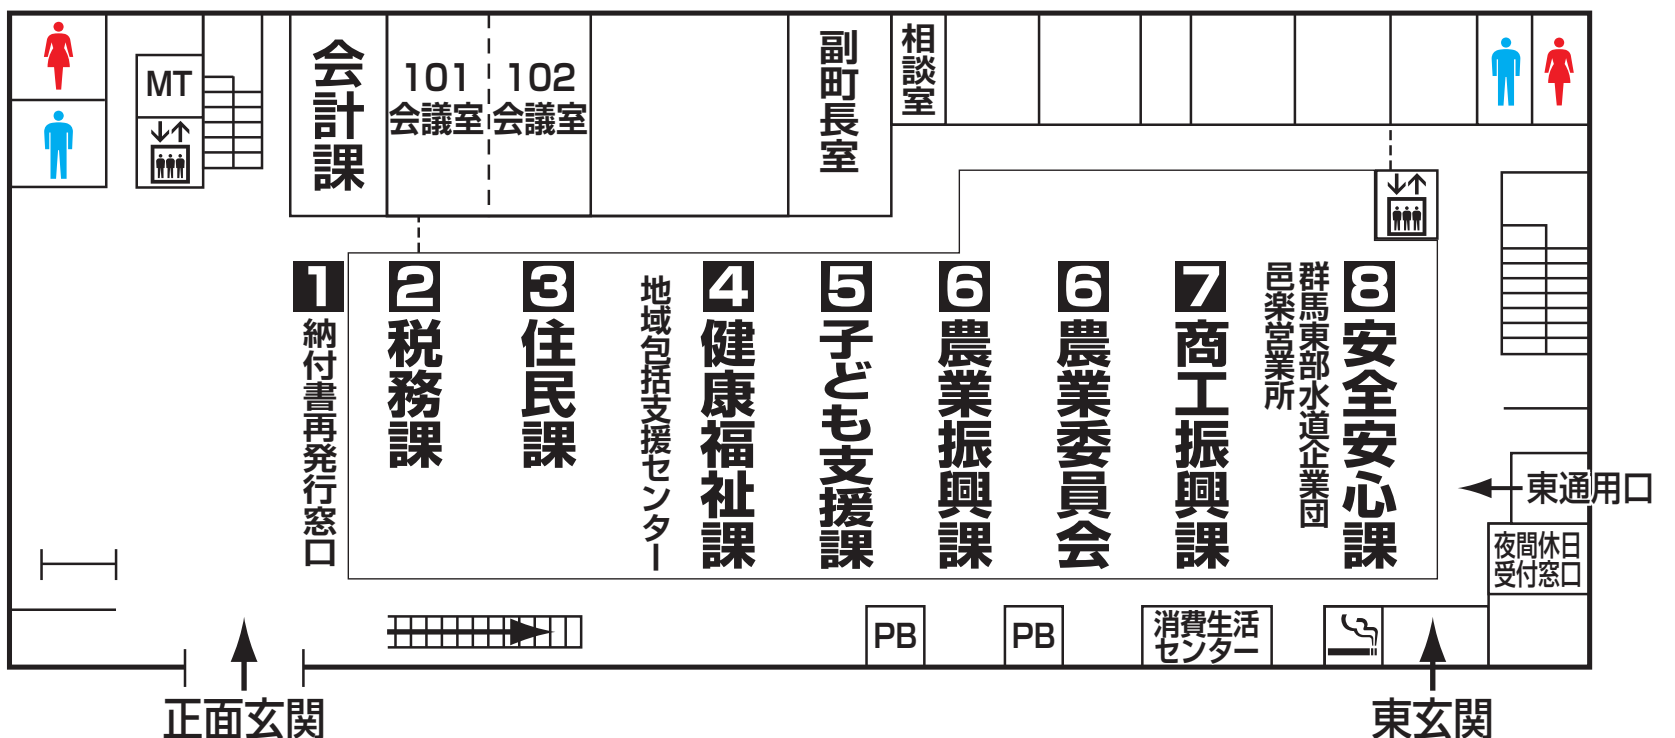 MT
会計課
101
会議室
102
会議室
副町長室
相談室
1
納付書再発行窓口
2
税務課
3
住民課
地域包括支援センター
4
健康福祉課
5
子ども支援課
6
農業振興課
6
農業委員会
7
商工振興課
群馬東部水道企業団
邑楽営業所
8
安全安心課
東通用口
夜間休日
受付窓口
PB
PB
消費生活
センター
正面玄関
東玄関